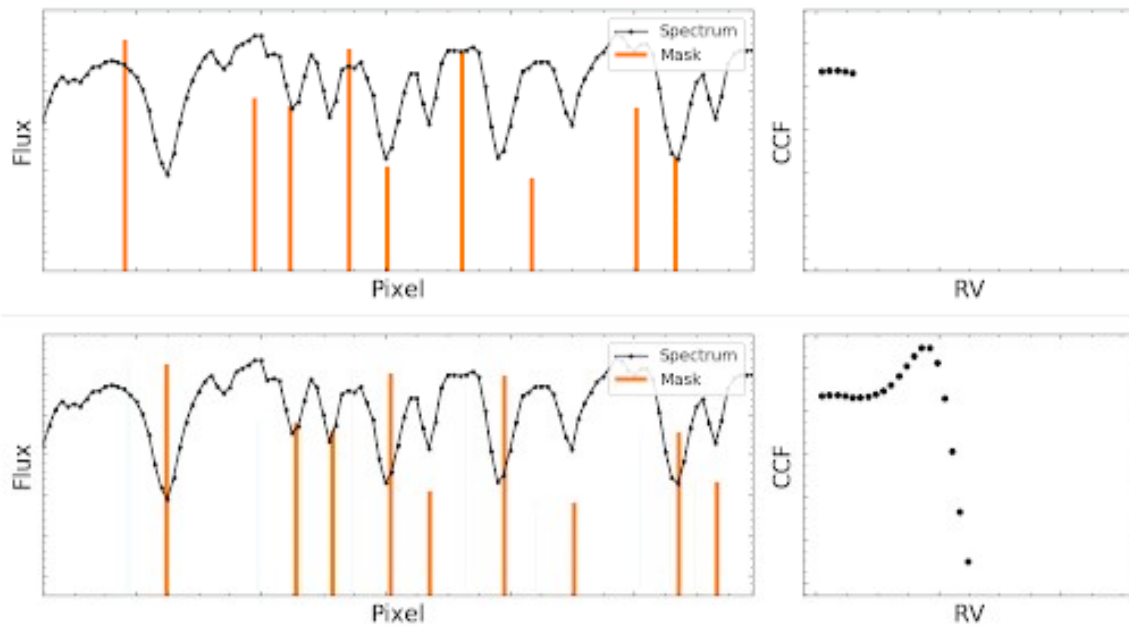 Flux
Spectrum
Mask
Pixel
CCF
RV
Flux
Spectrum
Mask
Pixel
CCF
RV